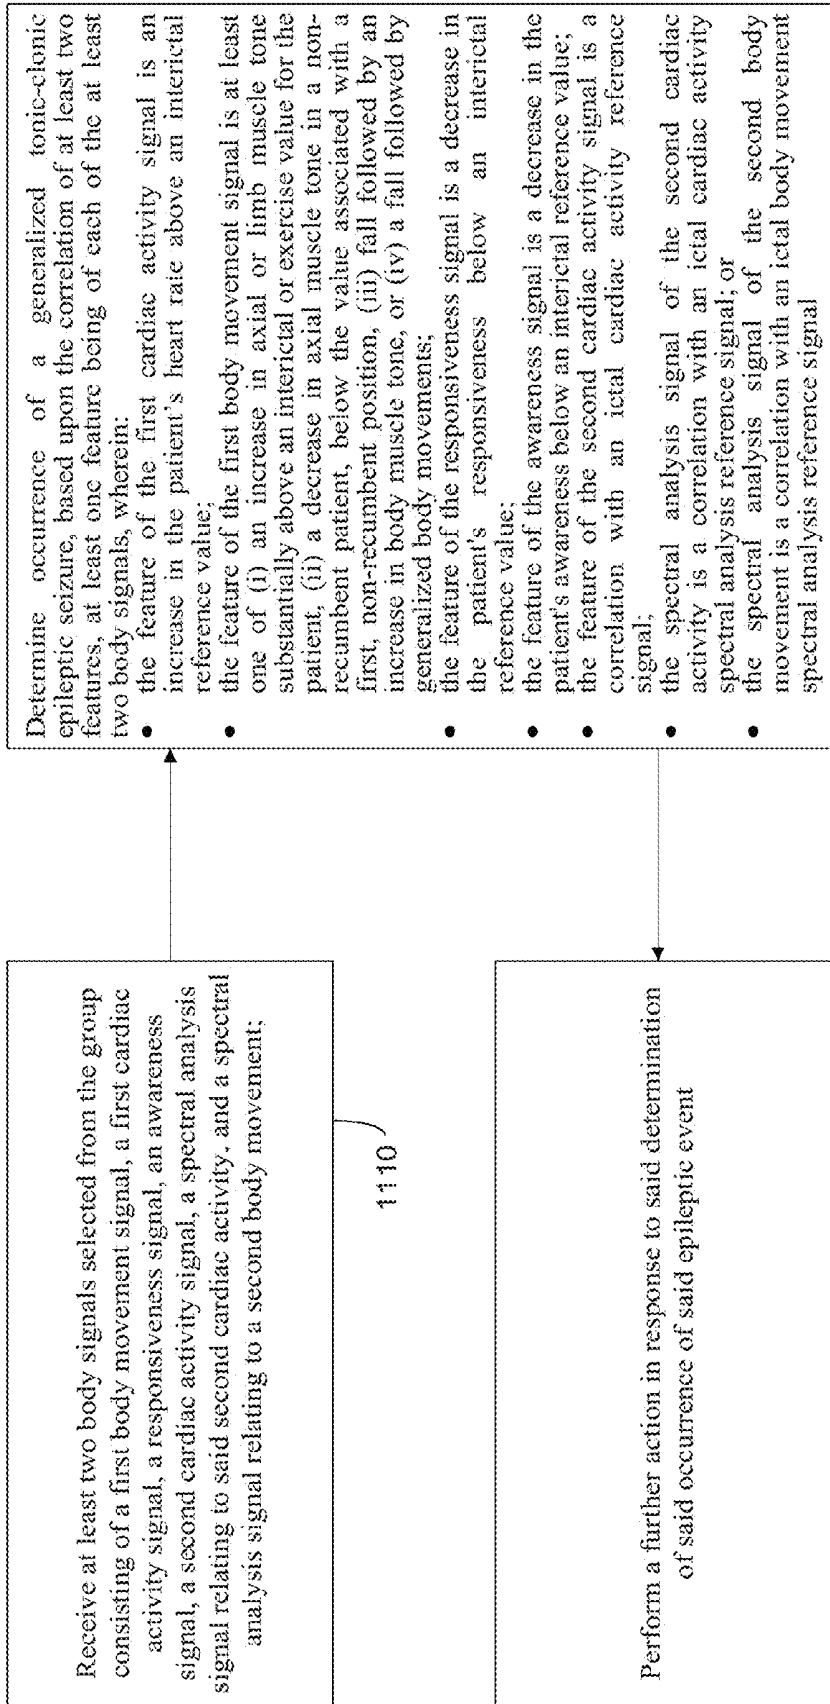 Receive at least two body signals selected from the group
consisting of a first body movement signal, a first cardiac
activity signal, a responsiveness signal, an awareness
signal, a second cardiac activity signal, a spectral analysis
signal relating to said second cardiac activity, and a spectral
analysis signal relating to a second body movement;
1110
Determine occurrence of a generalized tonic-clonic
epileptic seizure, based upon the correlation of at least two
features, at least one feature being of each of the at least
two body signals, wherein:
• the feature of the first cardiac activity signal is an
increase in the patient's heart rate above an interictal
reference value;
• the feature of the first body movement signal is at least
one of (i) an increase in axial or limb muscle tone
substantially above an interictal or exercise value for the
patient, (ii) a decrease in axial muscle tone in a non-
recumbent patient, below the value associated with a
first, non-recumbent position, (iii) fall followed by an
increase in body muscle tone, or (iv) a fall followed by
generalized body movements;
• the feature of the responsiveness signal is a decrease in
the patient's responsiveness below an interictal
reference value;
• the feature of the awareness signal is a decrease in the
patient's awareness below an interictal reference value;
• the feature of the second cardiac activity signal is a
correlation with an ictal cardiac activity reference
signal;
• the spectral analysis signal of the second cardiac
activity is a correlation with an ictal cardiac activity
spectral analysis reference signal; or
• the spectral analysis signal of the second body
movement is a correlation with an ictal body movement
spectral analysis reference signal
Perform a further action in response to said determination
of said occurrence of said epileptic event